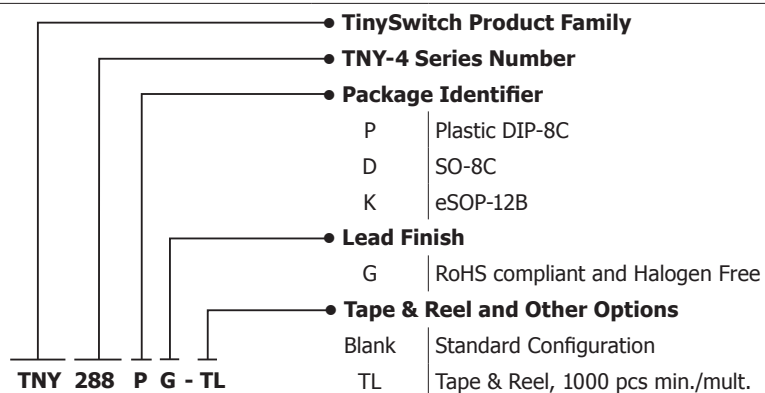 TinySwitch Product Family
TNY-4 Series Number
Package Identifier
P Plastic DIP-8C
D SO-8C
K eSOP-12B
Lead Finish
G RoHS compliant and Halogen Free
Tape & Reel and Other Options
Blank Standard Configuration
TNY 288 P G - TL TL Tape & Reel, 1000 pcs min./mult.